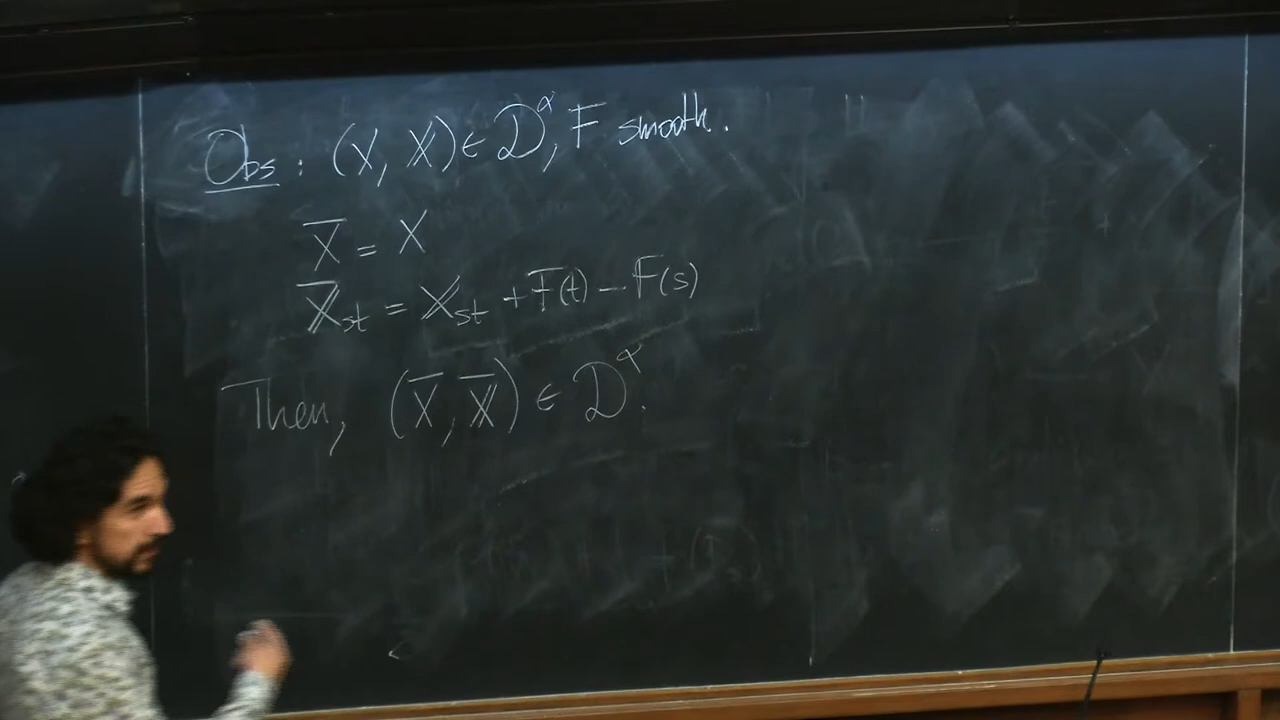 Obs : (X, 𝕏) ∈ 𝒟^α, F smooth.
X̅ = X
𝕏̅_st = 𝕏_st + F(t) - F(s)
Then, (X̅, 𝕏̅) ∈ 𝒟^α.